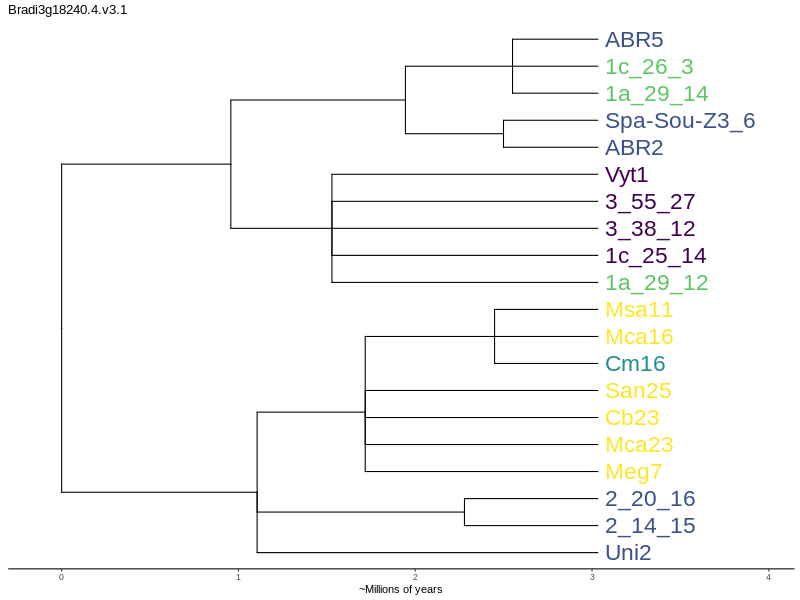 Bradi3g18240.4.v3.1
ABR5
1c_26_3
1a_29_14
Spa-Sou-Z3_6
ABR2
Vyt1
3_55_27
3_38_12
1c_25_14
1a_29_12
Msa11
Mca16
Cm16
San25
Cb23
Mca23
Meg7
2_20_16
2_14_15
Uni2
0 1 2 3 4
~Millions of years